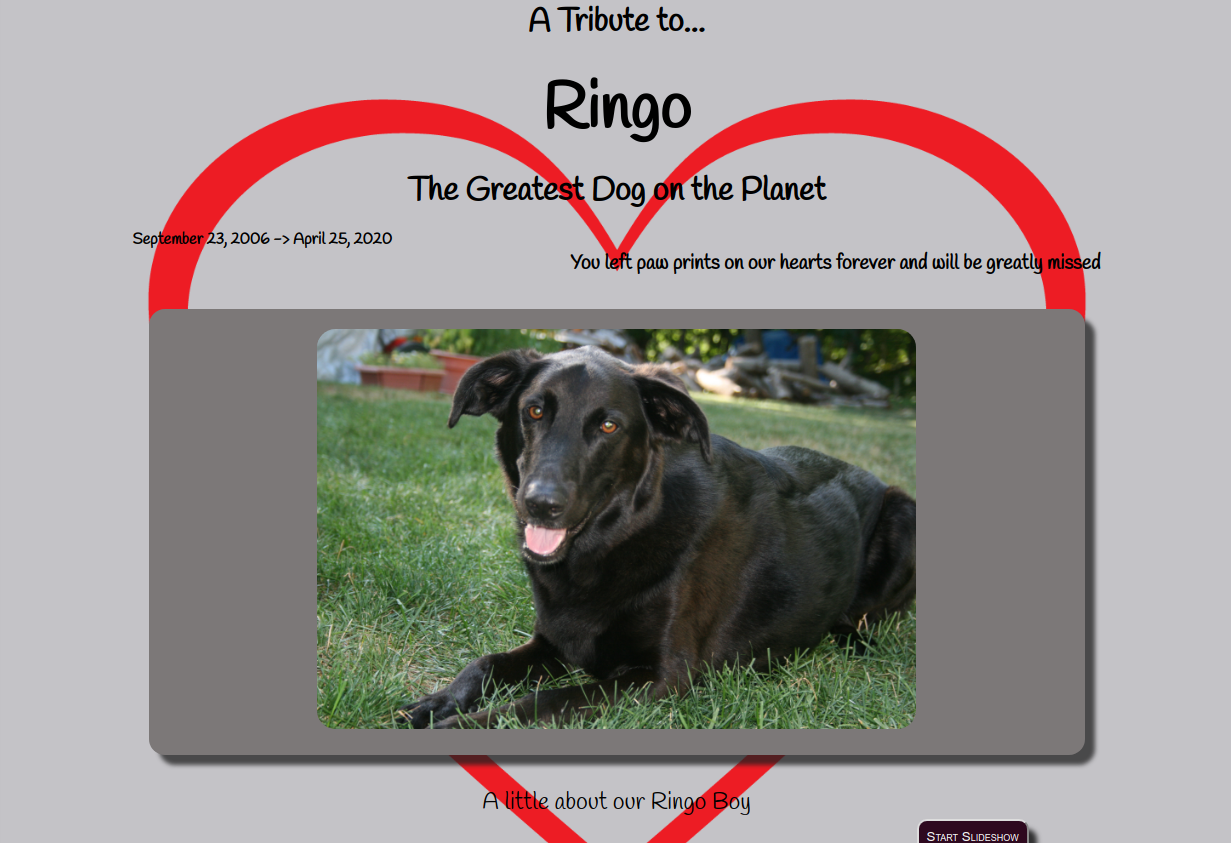 A Tribute to...
Ringo
The Greatest Dog on the Planet
September 23, 2006 -> April 25, 2020
You left paw prints on our hearts forever and will be greatly missed
A little about our Ringo Boy
Start Slideshow